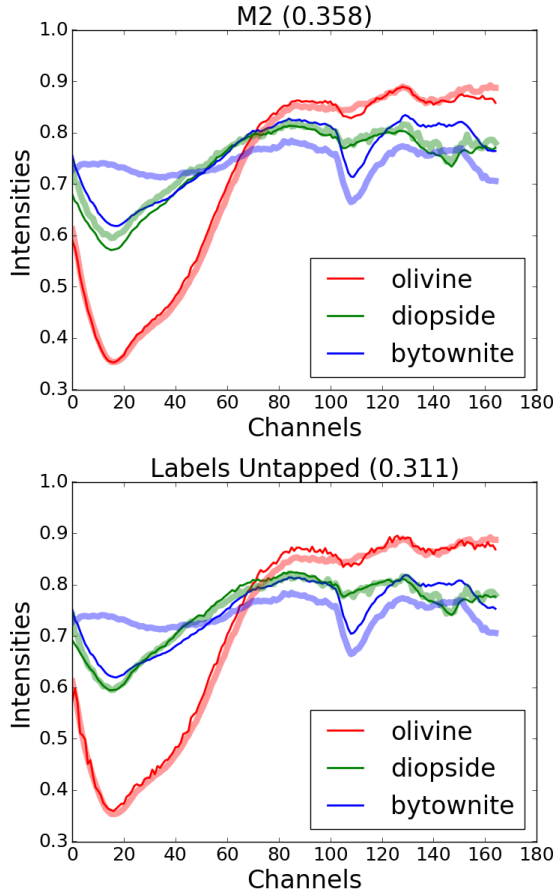 M2 (0.358)
1.0
0.9
0.8
0.7
0.6
0.5
0.4
0.3
Intensities
olivine
diopside
bytownite
0 20 40 60 80 100 120 140 160 180
Channels
Labels Untapped (0.311)
1.0
0.9
0.8
0.7
0.6
0.5
0.4
0.3
Intensities
olivine
diopside
bytownite
0 20 40 60 80 100 120 140 160 180
Channels